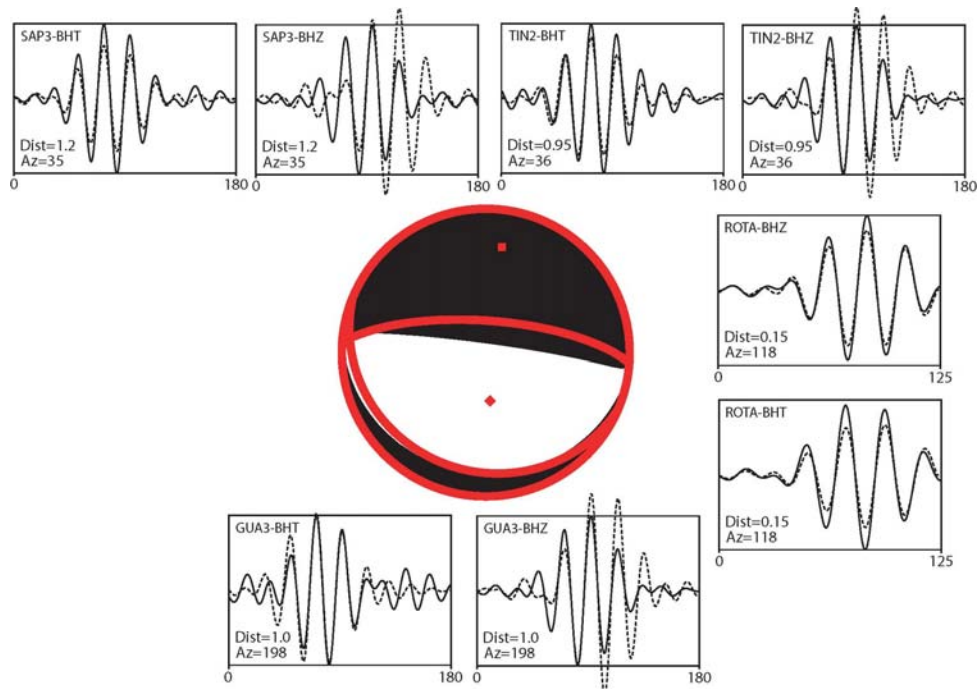 SAP3-BHT
Dist=1.2
Az=35
0
180
SAP3-BHZ
Dist=1.2
Az=35
0
180
TIN2-BHT
Dist=0.95
Az=36
0
180
TIN2-BHZ
Dist=0.95
Az=36
0
180
ROTA-BHZ
Dist=0.15
Az=118
0
125
ROTA-BHT
Dist=0.15
Az=118
0
125
GUA3-BHT
Dist=1.0
Az=198
0
180
GUA3-BHZ
Dist=1.0
Az=198
0
180